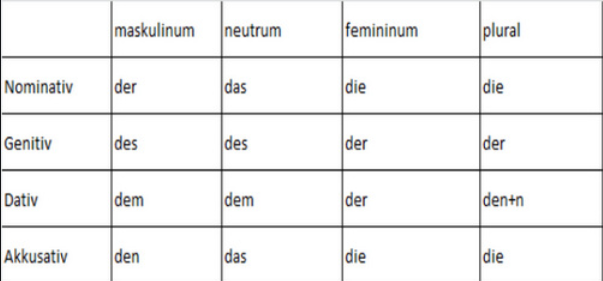 maskulinum neutrum femininum plural
Nominativ der das die die
Genitiv des des der der
Dativ dem dem der den+n
Akkusativ den das die die